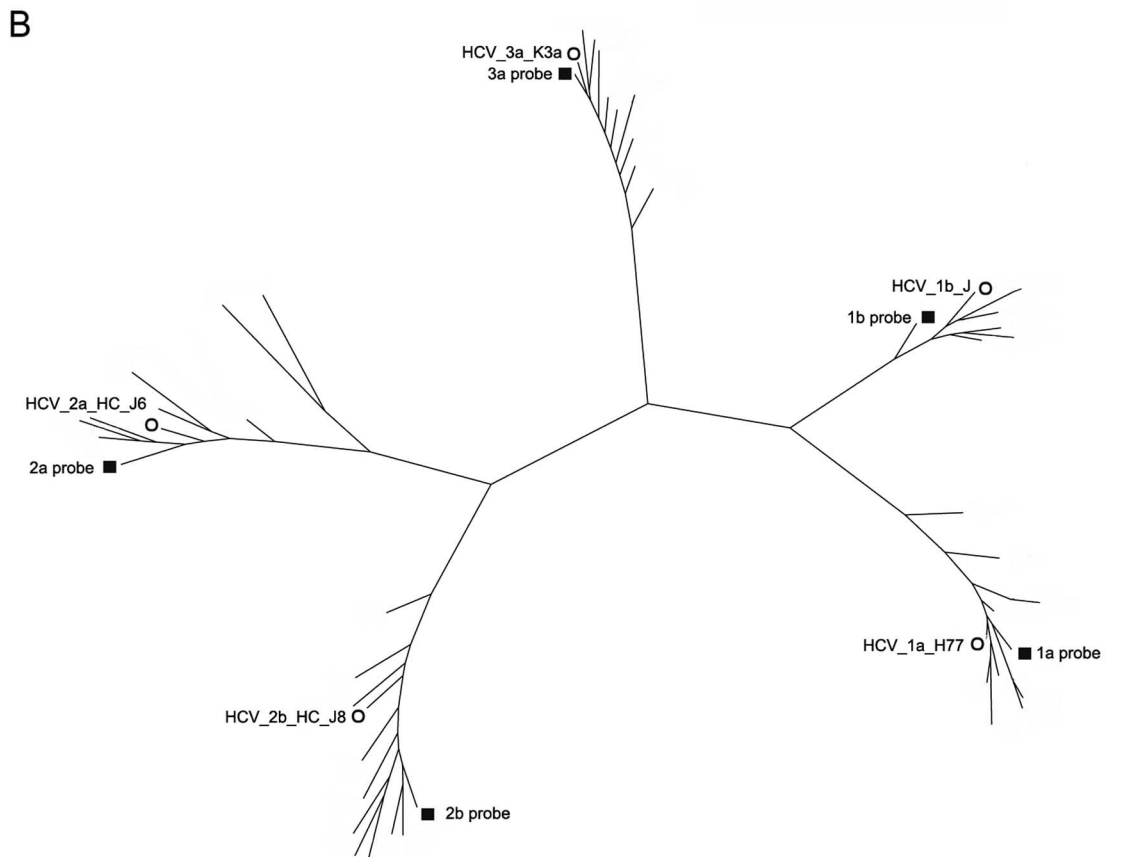 B
HCV_3a_K3a
3a probe
HCV_1b_J
1b probe
HCV_2a_HC_J6
2a probe
HCV_1a_H77
1a probe
HCV_2b_HC_J8
2b probe